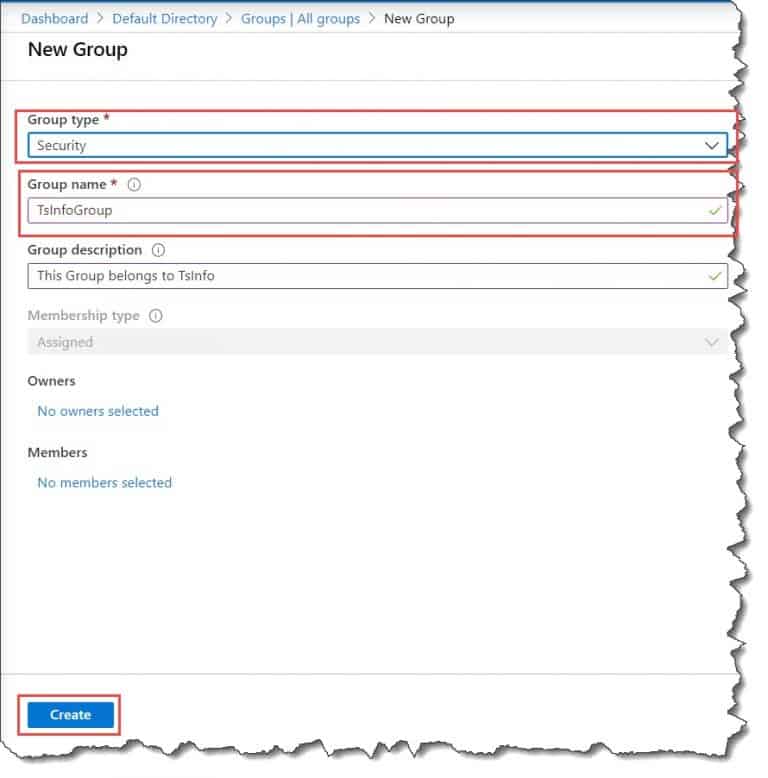 Dashboard > Default Directory > Groups | All groups > New Group
New Group
Group type *
Security
Group name *
TsInfoGroup
Group description
This Group belongs to TsInfo
Membership type
Assigned
Owners
No owners selected
Members
No members selected
Create